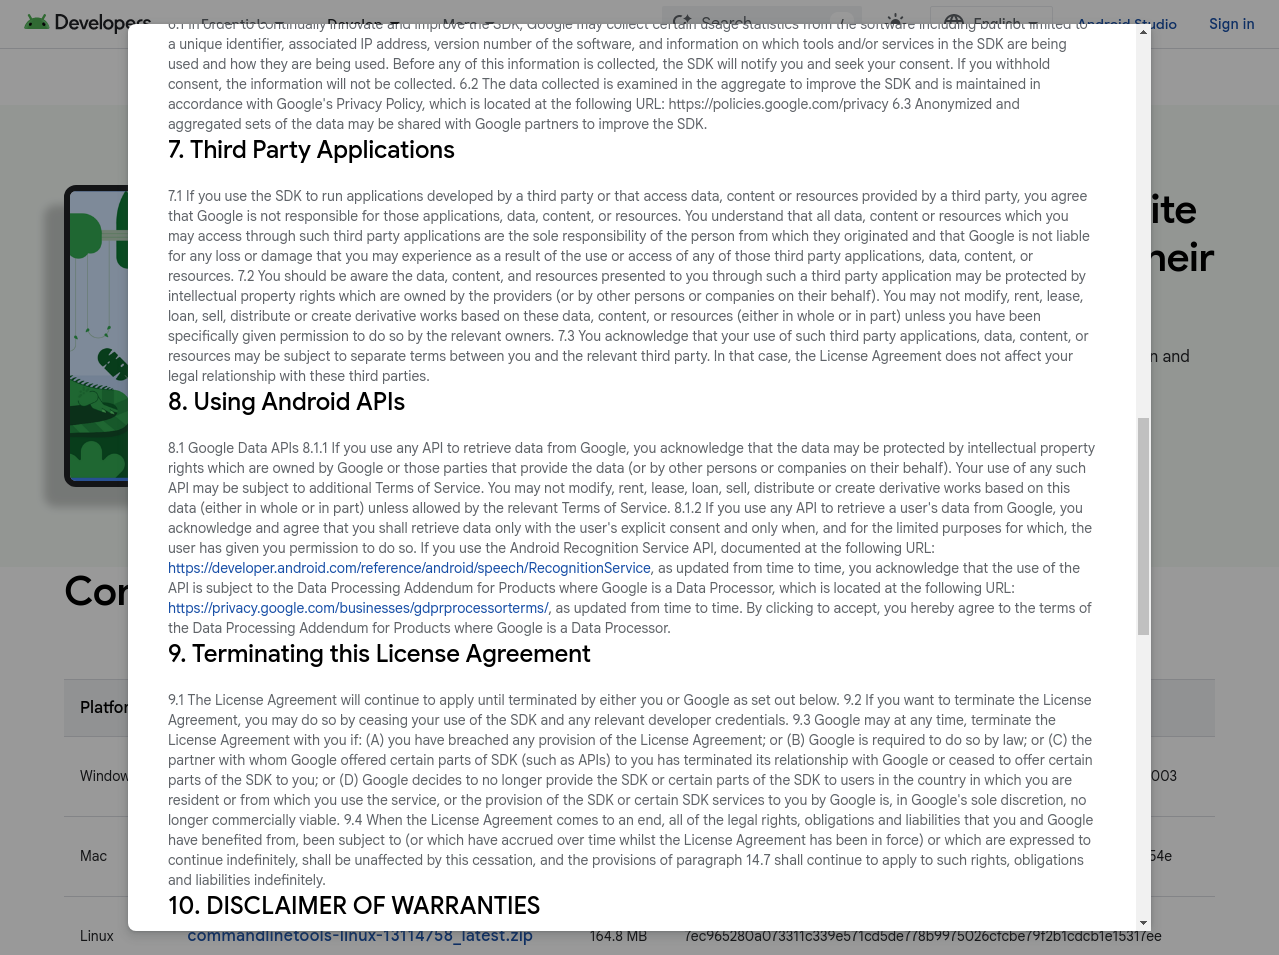 Developers
Search
English
Android Studio
Sign in
6.1 In order to continually innovate and improve the SDK, Google may collect certain usage statistics from the software including but not limited to
a unique identifier, associated IP address, version number of the software, and information on which tools and/or services in the SDK are being
used and how they are being used. Before any of this information is collected, the SDK will notify you and seek your consent. If you withhold
consent, the information will not be collected. 6.2 The data collected is examined in the aggregate to improve the SDK and is maintained in
accordance with Google's Privacy Policy, which is located at the following URL: https://policies.google.com/privacy 6.3 Anonymized and
aggregated sets of the data may be shared with Google partners to improve the SDK.
7. Third Party Applications
7.1 If you use the SDK to run applications developed by a third party or that access data, content or resources provided by a third party, you agree
that Google is not responsible for those applications, data, content, or resources. You understand that all data, content or resources which you
may access through such third party applications are the sole responsibility of the person from which they originated and that Google is not liable
for any loss or damage that you may experience as a result of the use or access of any of those third party applications, data, content, or
resources. 7.2 You should be aware the data, content, and resources presented to you through such a third party application may be protected by
intellectual property rights which are owned by the providers (or by other persons or companies on their behalf). You may not modify, rent, lease,
loan, sell, distribute or create derivative works based on these data, content, or resources (either in whole or in part) unless you have been
specifically given permission to do so by the relevant owners. 7.3 You acknowledge that your use of such third party applications, data, content, or
resources may be subject to separate terms between you and the relevant third party. In that case, the License Agreement does not affect your
legal relationship with these third parties.
8. Using Android APIs
8.1 Google Data APIs 8.1.1 If you use any API to retrieve data from Google, you acknowledge that the data may be protected by intellectual property
rights which are owned by Google or those parties that provide the data (or by other persons or companies on their behalf). Your use of any such
API may be subject to additional Terms of Service. You may not modify, rent, lease, loan, sell, distribute or create derivative works based on this
data (either in whole or in part) unless allowed by the relevant Terms of Service. 8.1.2 If you use any API to retrieve a user's data from Google, you
acknowledge and agree that you shall retrieve data only with the user's explicit consent and only when, and for the limited purposes for which, the
user has given you permission to do so. If you use the Android Recognition Service API, documented at the following URL:
https://developer.android.com/reference/android/speech/RecognitionService, as updated from time to time, you acknowledge that the use of the
API is subject to the Data Processing Addendum for Products where Google is a Data Processor, which is located at the following URL:
https://privacy.google.com/businesses/gdprprocessorterms/, as updated from time to time. By clicking to accept, you hereby agree to the terms of
the Data Processing Addendum for Products where Google is a Data Processor.
9. Terminating this License Agreement
9.1 The License Agreement will continue to apply until terminated by either you or Google as set out below. 9.2 If you want to terminate the License
Agreement, you may do so by ceasing your use of the SDK and any relevant developer credentials. 9.3 Google may at any time, terminate the
License Agreement with you if: (A) you have breached any provision of the License Agreement; or (B) Google is required to do so by law; or (C) the
partner with whom Google offered certain parts of SDK (such as APIs) to you has terminated its relationship with Google or ceased to offer certain
parts of the SDK to you; or (D) Google decides to no longer provide the SDK or certain parts of the SDK to users in the country in which you are
resident or from which you use the service, or the provision of the SDK or certain SDK services to you by Google is, in Google's sole discretion, no
longer commercially viable. 9.4 When the License Agreement comes to an end, all of the legal rights, obligations and liabilities that you and Google
have benefited from, been subject to (or which have accrued over time whilst the License Agreement has been in force) or which are expressed to
continue indefinitely, shall be unaffected by this cessation, and the provisions of paragraph 14.7 shall continue to apply to such rights, obligations
and liabilities indefinitely.
10. DISCLAIMER OF WARRANTIES
ite
heir
n and
Con
Platfor
Window
003
Mac
54e
Linux commandlinetools-linux-13114758_latest.zip 164.8 MB 7ec965280a073311c339e571cd5de778b9975026cfcbe79f2b1cdcb1e15317ee